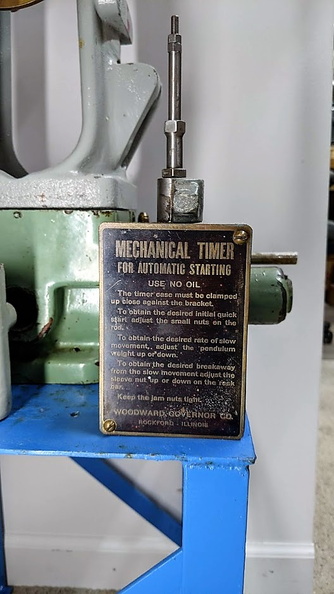 MECHANICAL TIMER
FOR AUTOMATIC STARTING
USE NO OIL
The timer case must be clamped
up close against the bracket.
To obtain the desired initial quick
start adjust the small nuts on the
rod.
To obtain the desired rate of slow
movement, adjust the pendulum
weight up or down.
To obtain the desired breakaway
from the slow movement adjust the
sleeve nut up or down on the rack
bar.
Keep the jam nuts tight.
WOODWARD GOVERNOR CO.
ROCKFORD - ILLINOIS